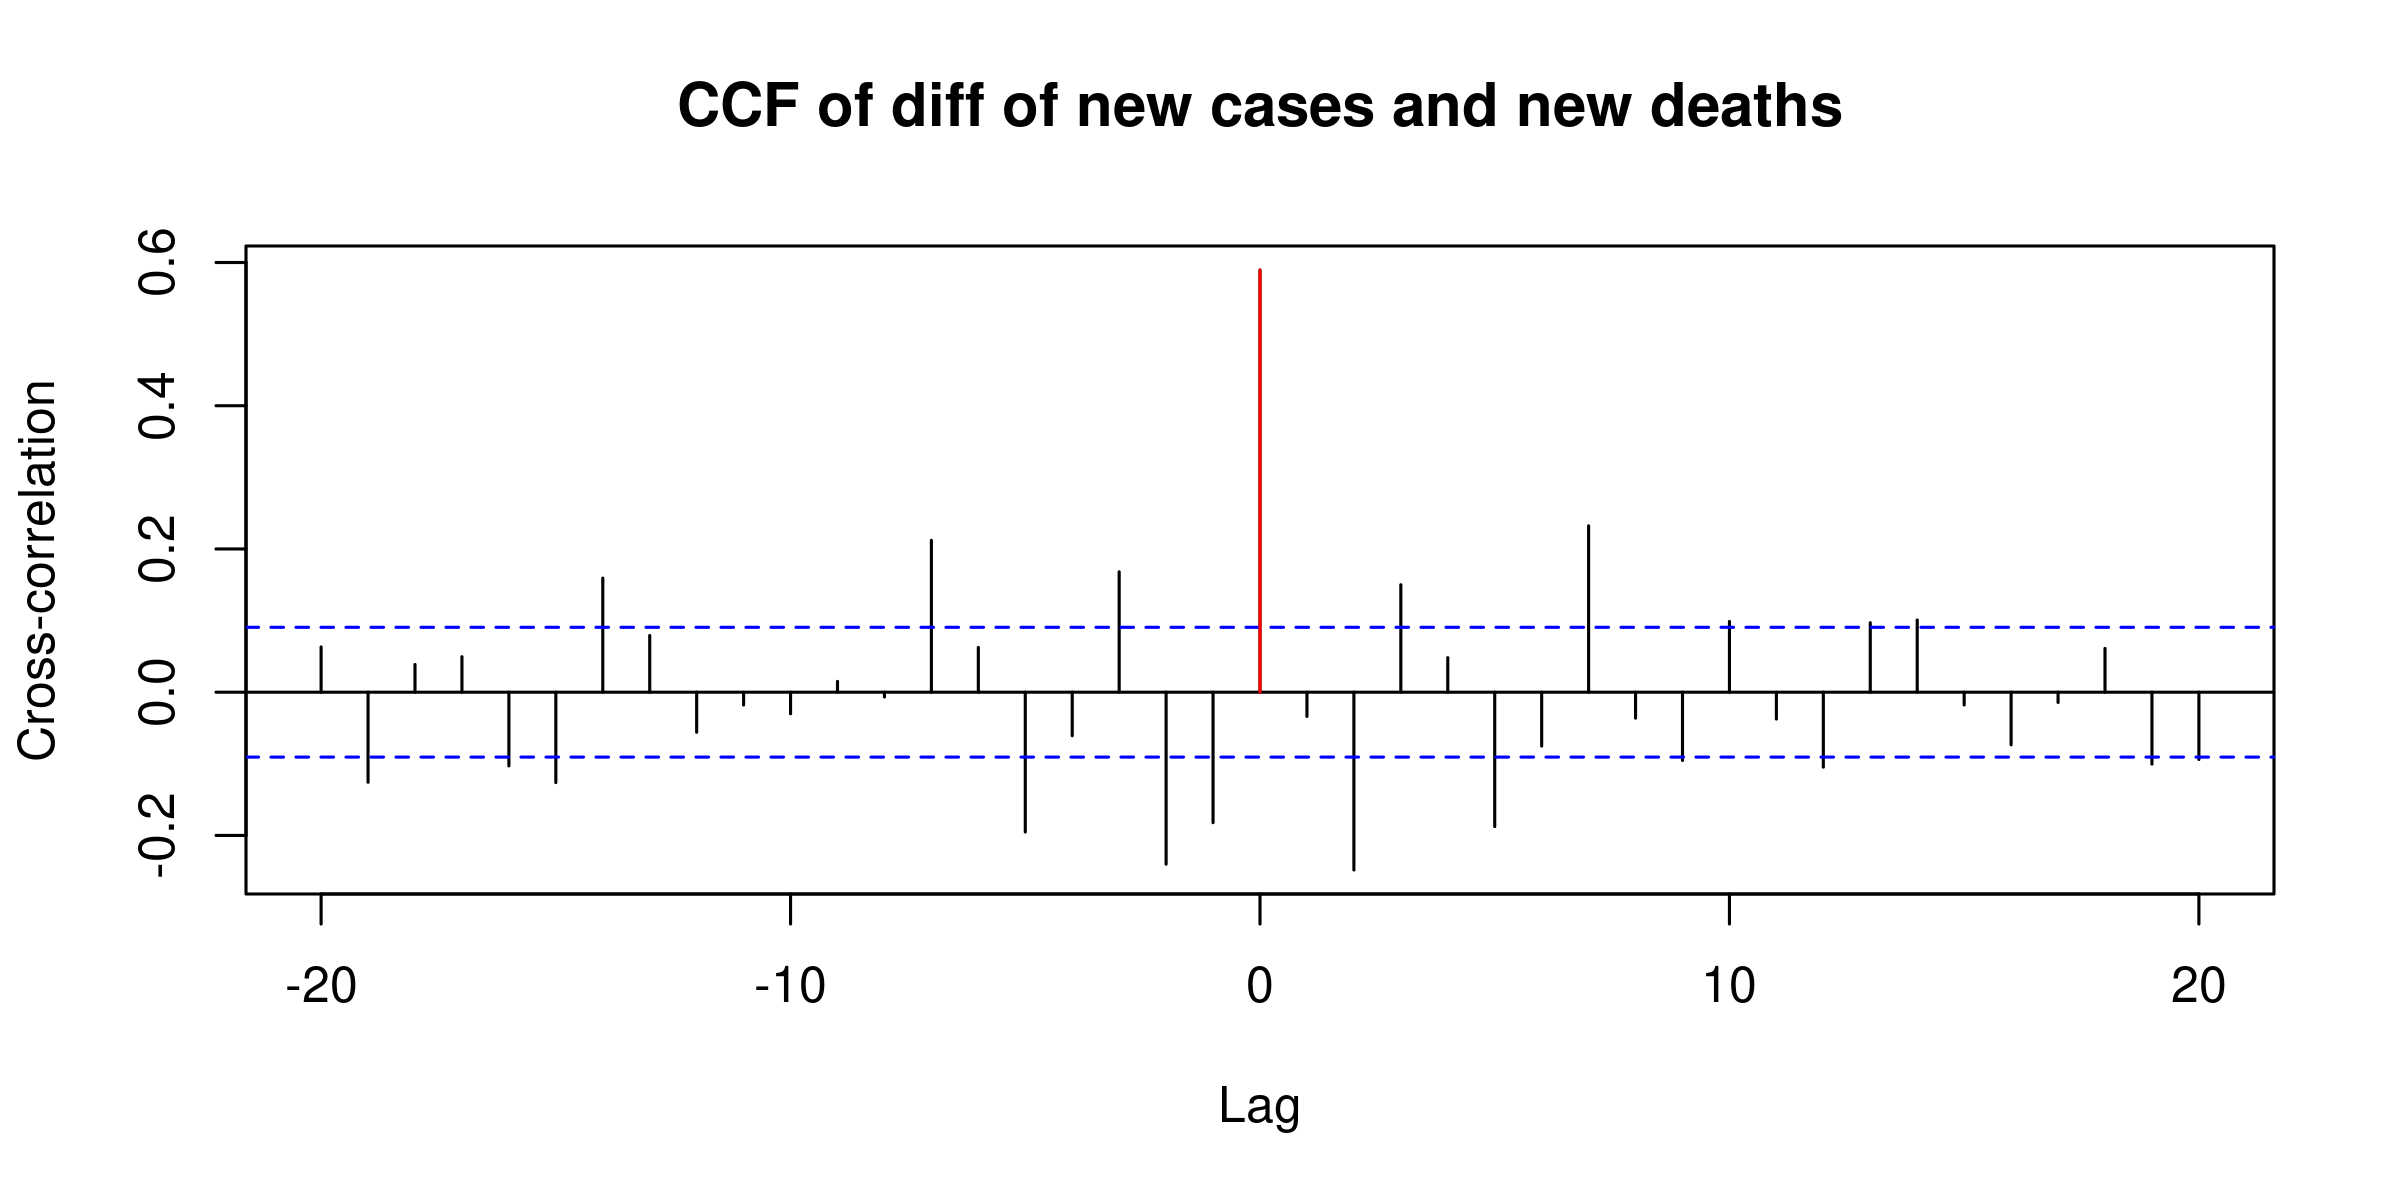 CCF of diff of new cases and new deaths
Cross-correlation
0.6
0.4
0.2
0.0
-0.2
-20 -10 0 10 20
Lag